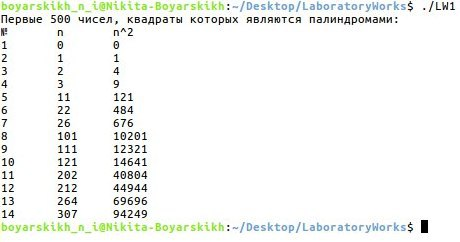 boyarskikh_n_i@Nikita-Boyarskikh:~/Desktop/LaboratoryWorks$ ./LW1
Первые 500 чисел, квадраты которых являются палиндромами:
№ n n^2
1 0 0
2 1 1
3 2 4
4 3 9
5 11 121
6 22 484
7 26 676
8 101 10201
9 111 12321
10 121 14641
11 202 40804
12 212 44944
13 264 69696
14 307 94249
boyarskikh_n_i@Nikita-Boyarskikh:~/Desktop/LaboratoryWorks$